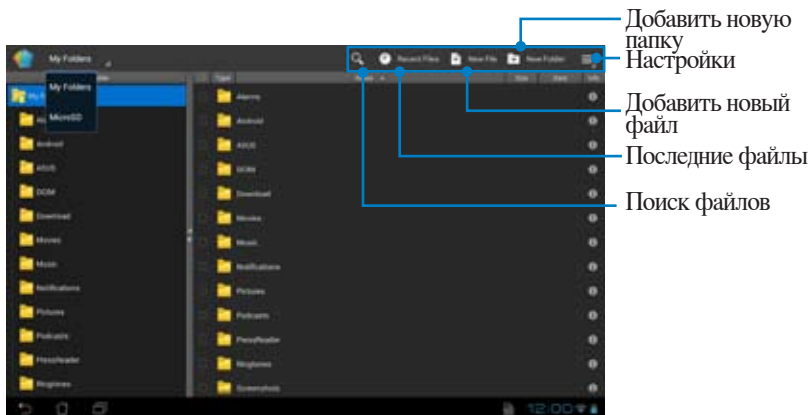 Добавить новую
папку
Настройки
Добавить новый
файл
Последние файлы
Поиск файлов
My Folders
Recent Files
New File
New Folder
Type
Name
Size
Date
Info
My Folders
MicroSD
Android
ASUS
DCIM
Download
Movies
Music
Notifications
Pictures
Podcasts
PressReader
Ringtones
Alarms
Android
ASUS
DCIM
Download
Movies
Music
Notifications
Pictures
Podcasts
PressReader
Ringtones
Screenshots
12:00